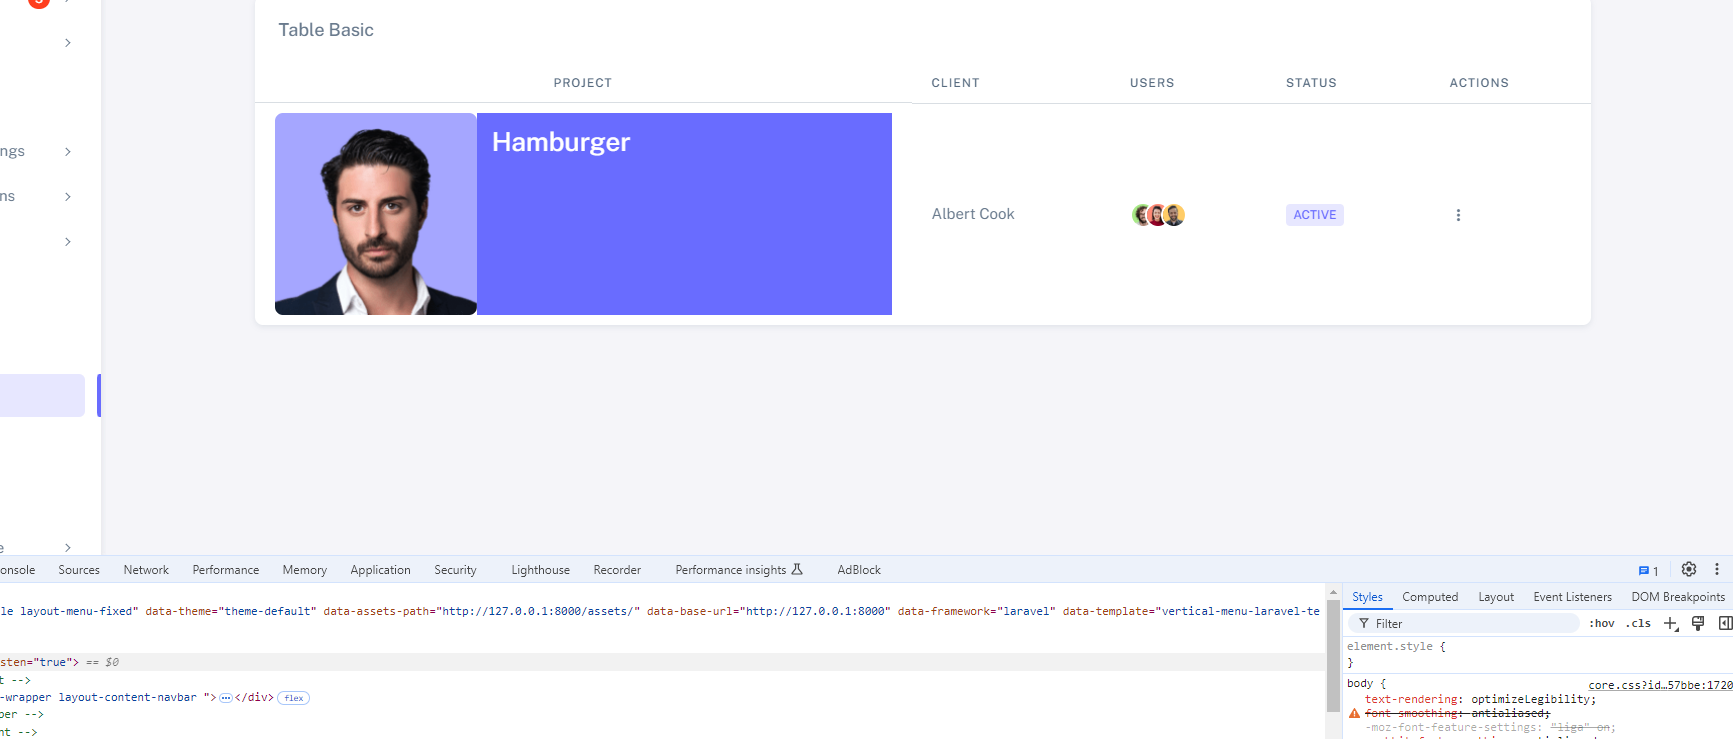 Table Basic
PROJECT CLIENT USERS STATUS ACTIONS
Hamburger
Albert Cook
ACTIVE
ngs
ns
e
onsole Sources Network Performance Memory Application Security Lighthouse Recorder Performance insights AdBlock 1
le layout-menu-fixed" data-theme="theme-default" data-assets-path="http://127.0.0.1:8000/assets/" data-base-url="http://127.0.0.1:8000" data-framework="laravel" data-template="vertical-menu-laravel-te
sten="true"> == $0
t -->
-wrapper layout-content-navbar ">…</div> flex
ber -->
nt -->
Styles Computed Layout Event Listeners DOM Breakpoints
Filter :hov .cls
element.style {
}
body { core.css?id…57bbe:1720
text-rendering: optimizeLegibility;
font-smoothing: antialiased;
-moz-font-feature-settings: "liga" on;